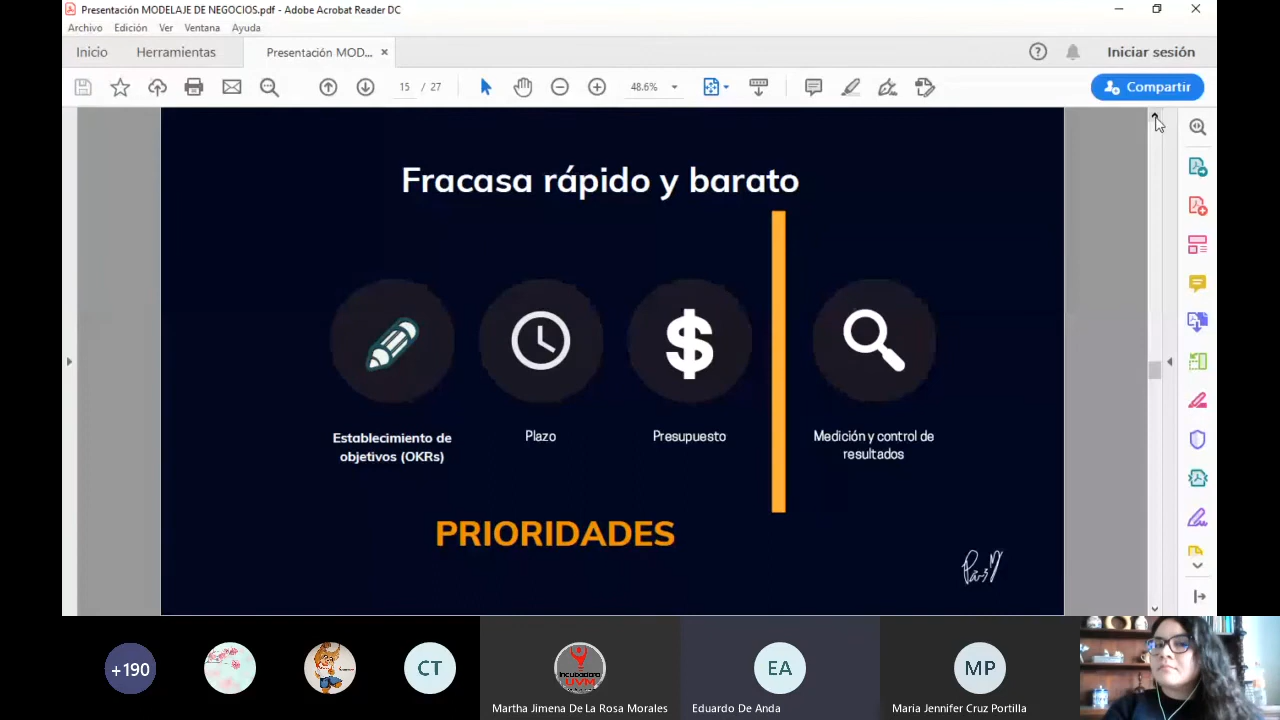 Presentación MODELAJE DE NEGOCIOS.pdf - Adobe Acrobat Reader DC
Archivo Edición Ver Ventana Ayuda
Inicio Herramientas Presentación MOD... Iniciar sesión
15 / 27 48.6% Compartir
Fracasa rápido y barato
Establecimiento de
objetivos (OKRs)
Plazo
Presupuesto
Medición y control de
resultados
PRIORIDADES
+190
CT
incubadora
UVM
EA
MP
Martha Jimena De La Rosa Morales
Eduardo De Anda
Maria Jennifer Cruz Portilla